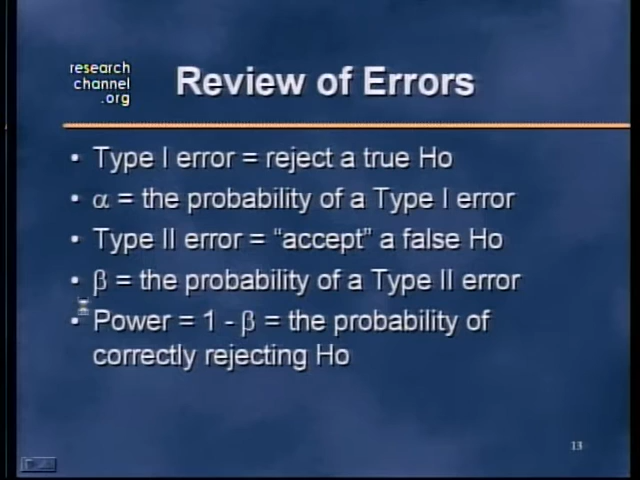 research
channel
.org
Review of Errors
• Type I error = reject a true Ho
• α = the probability of a Type I error
• Type II error = “accept” a false Ho
• β = the probability of a Type II error
• Power = 1 - β = the probability of
correctly rejecting Ho
13